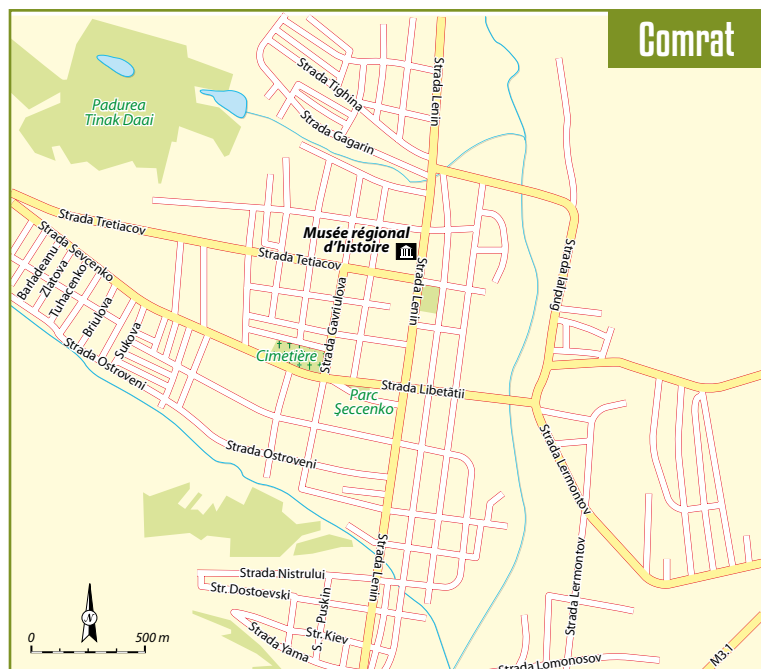 Comrat
Padurea
Tinak Daai
Strada Tighina
Strada Lenin
Strada Gagarin
Strada Tretiacov
Musée régional
d'histoire
Strada Sevcenko
Strada Tetiacov
Strada Ialpug
Barladeanu
Zlatova
Tuhacenko
Briulova
Sukova
Strada Gavriulova
Strada Lenin
Strada Ostroveni
Cimetière
Strada Libetătii
Parc
Şeccenko
Strada Ostroveni
Strada Lermontov
Strada Lenin
Strada Lermontov
Strada Nistrului
Str. Dostoevski
Puskin
Str. Kiev
Strada Yama
Strada Lomonosov
M3.1
N
0 500 m